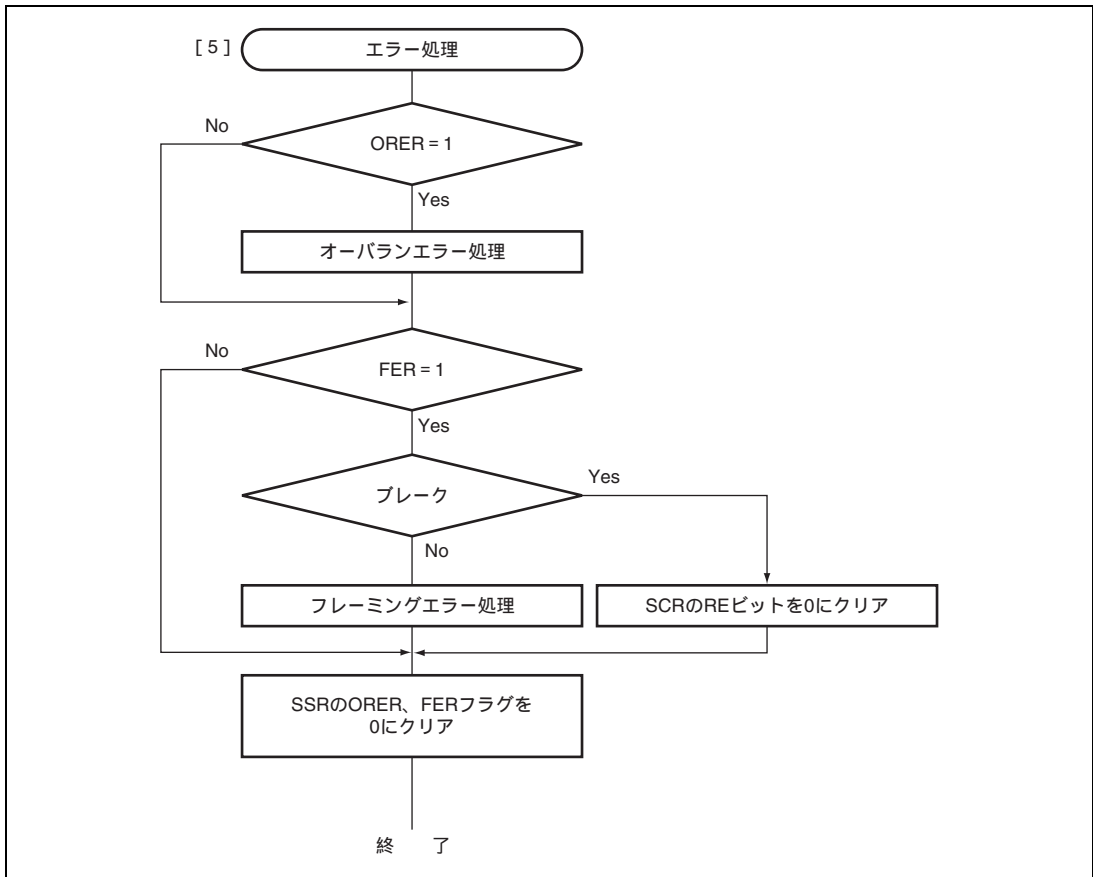 [5] エラー処理
No
ORER = 1
Yes
オーバランエラー処理
No
FER = 1
Yes
ブレーク
Yes
No
フレーミングエラー処理
SCRのREビットを0にクリア
SSRのORER、FERフラグを
0にクリア
終 了